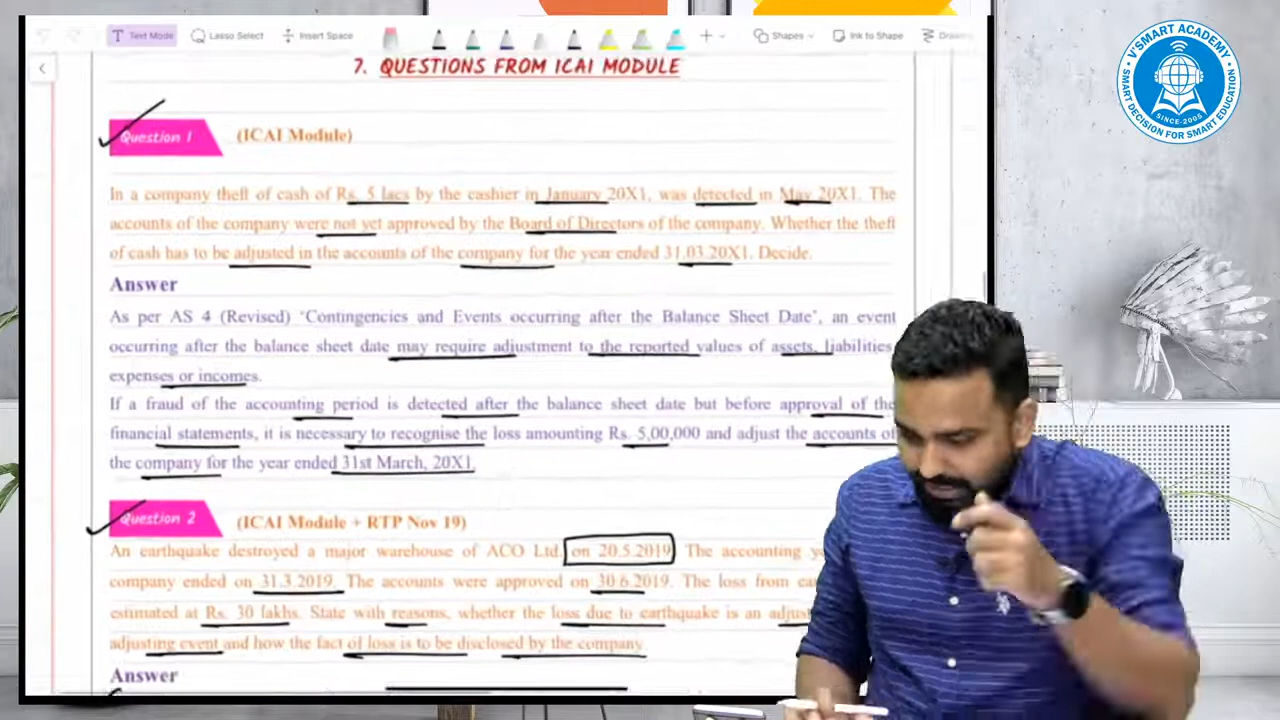 Text Mode
Lasso Select
Insert Space
Shapes
Ink to Shape
7. QUESTIONS FROM ICAI MODULE
V'SMART ACADEMY
SINCE-2005
SMART DECISION FOR SMART EDUCATION
Question 1 (ICAI Module)
In a company theft of cash of Rs. 5 lacs by the cashier in January 20X1, was detected in May 20X1. The
accounts of the company were not yet approved by the Board of Directors of the company. Whether the theft
of cash has to be adjusted in the accounts of the company for the year ended 31.03.20X1. Decide.
Answer
As per AS 4 (Revised) 'Contingencies and Events occurring after the Balance Sheet Date', an event
occurring after the balance sheet date may require adjustment to the reported values of assets, liabilities,
expenses or incomes.
If a fraud of the accounting period is detected after the balance sheet date but before approval of the
financial statements, it is necessary to recognise the loss amounting Rs. 5,00,000 and adjust the accounts of
the company for the year ended 31st March, 20X1.
Question 2 (ICAI Module + RTP Nov 19)
An earthquake destroyed a major warehouse of ACO Ltd. on 20.5.2019. The accounting
company ended on 31.3.2019. The accounts were approved on 30.6.2019. The loss from
estimated at Rs. 30 lakhs. State with reasons, whether the loss due to earthquake is an
adjusting event and how the fact of loss is to be disclosed by the company.
Answer